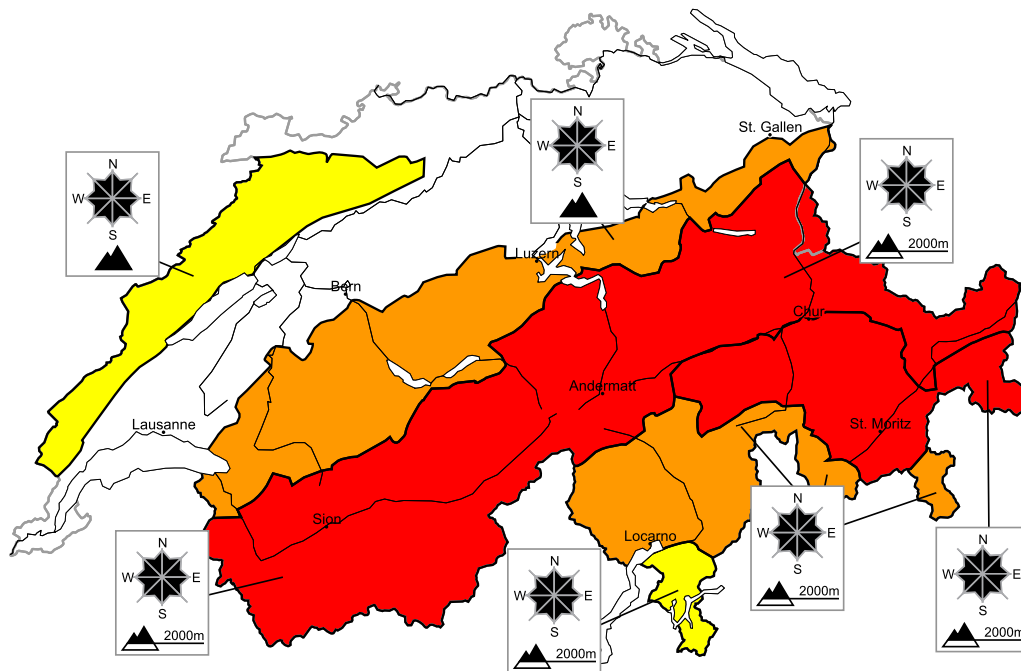 N
W E
S
N
W E
S
St. Gallen
N
W E
S
2000m
Luzern
Bern
Chur
Andermatt
Lausanne
St. Moritz
Sion
Locarno
N
W E
S
2000m
N
W E
S
2000m
N
W E
S
2000m
N
W E
S
2000m